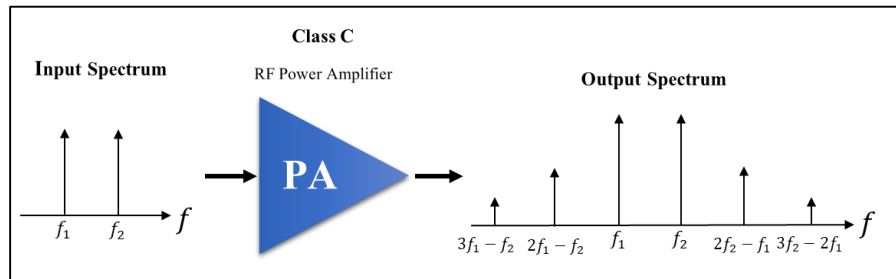 Class C
RF Power Amplifier
Input Spectrum
Output Spectrum
PA
f₁ f₂ f
3f₁ − f₂ 2f₁ − f₂ f₁ f₂ 2f₂ − f₁ 3f₂ − 2f₁ f